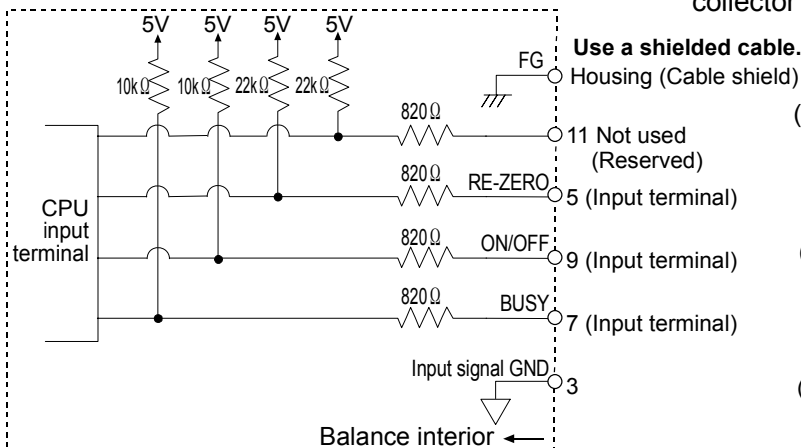 collector
5V 5V 5V 5V
Use a shielded cable.
FG
Housing (Cable shield)
10kΩ 10kΩ 22kΩ 22kΩ
820Ω
(
11 Not used
(Reserved)
820Ω
RE-ZERO
5 (Input terminal)
CPU
input
terminal
820Ω
ON/OFF
9 (Input terminal)
(
820Ω
BUSY
7 (Input terminal)
Input signal GND
3
(
Balance interior